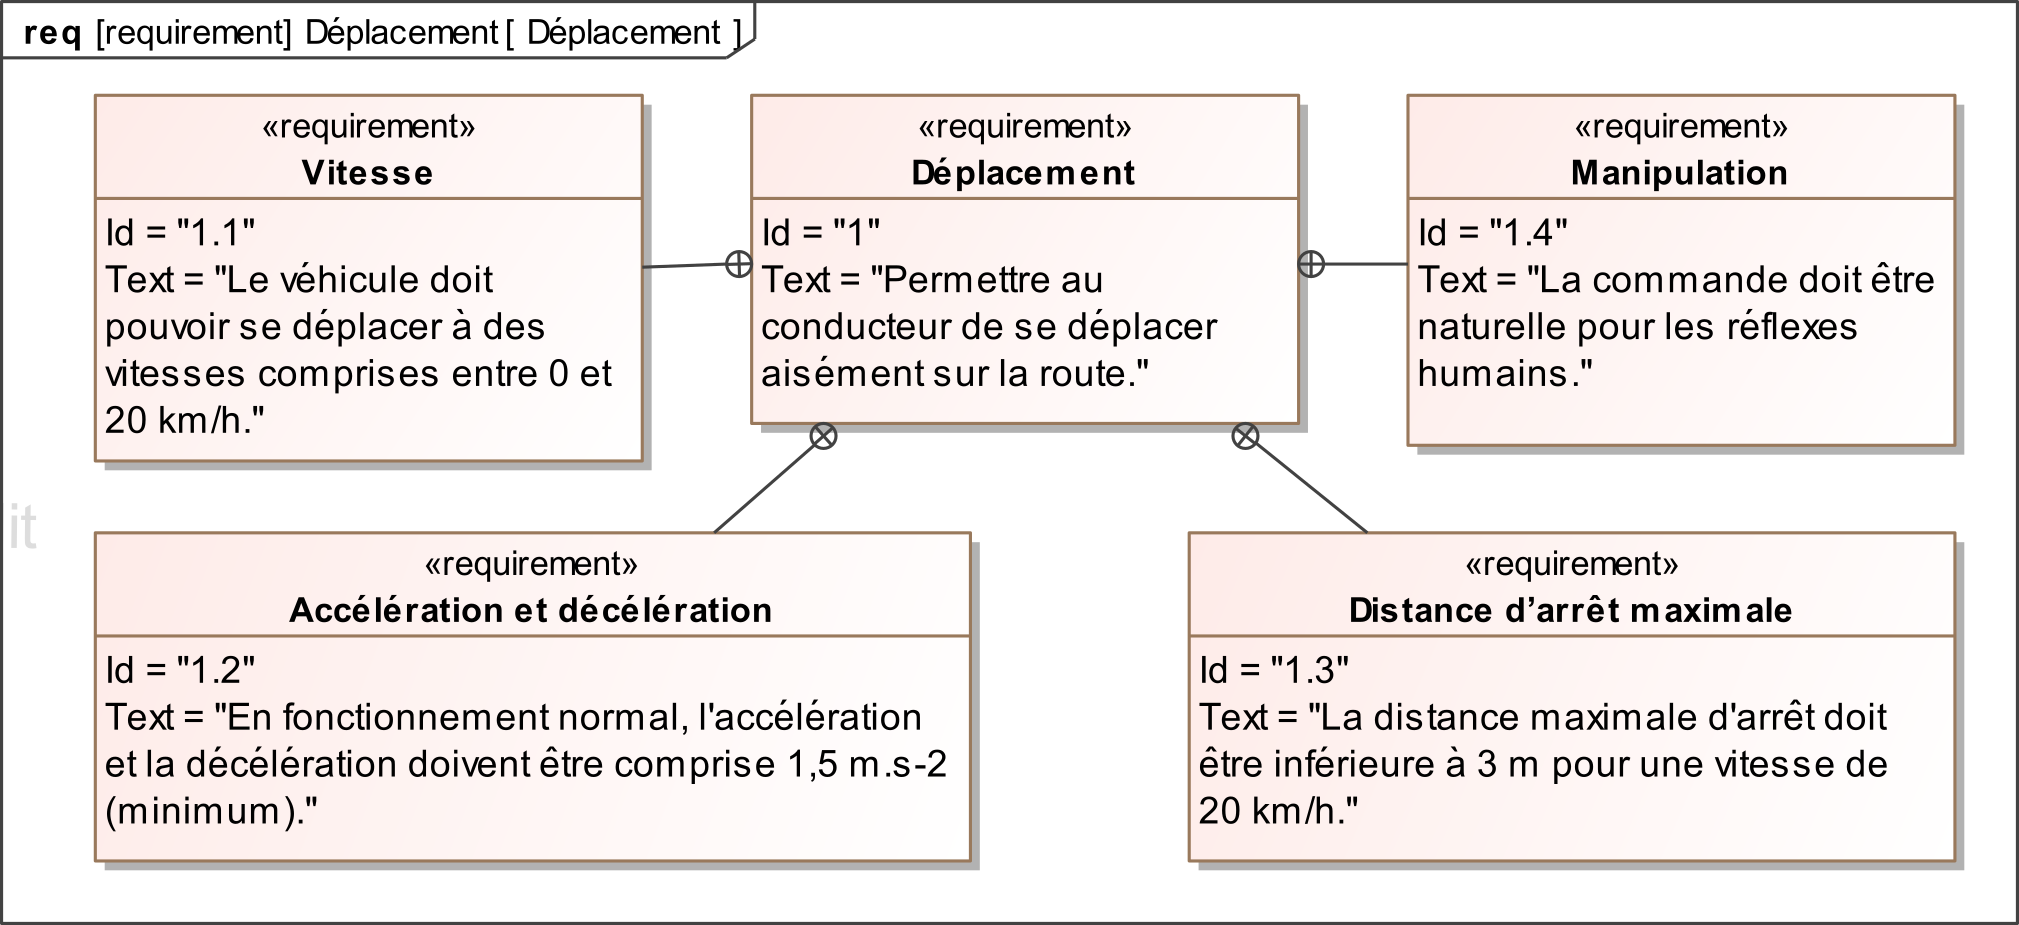 req [requirement] Déplacement [ Déplacement ]
«requirement»
Vitesse
Id = "1.1"
Text = "Le véhicule doit
pouvoir se déplacer à des
vitesses comprises entre 0 et
20 km/h."
«requirement»
Déplacement
Id = "1"
Text = "Permettre au
conducteur de se déplacer
aisément sur la route."
«requirement»
Manipulation
Id = "1.4"
Text = "La commande doit être
naturelle pour les réflexes
humains."
it
«requirement»
Accélération et décélération
Id = "1.2"
Text = "En fonctionnement normal, l'accélération
et la décélération doivent être comprise 1,5 m.s-2
(minimum)."
«requirement»
Distance d’arrêt maximale
Id = "1.3"
Text = "La distance maximale d'arrêt doit
être inférieure à 3 m pour une vitesse de
20 km/h."